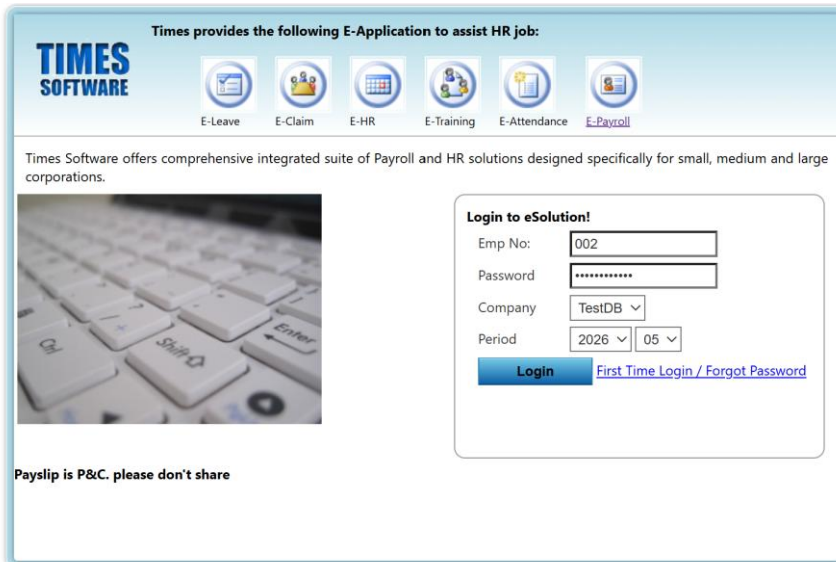 Times provides the following E-Application to assist HR job:
TIMES
SOFTWARE
E-Leave
E-Claim
E-HR
E-Training
E-Attendance
E-Payroll
Times Software offers comprehensive integrated suite of Payroll and HR solutions designed specifically for small, medium and large
corporations.
Login to eSolution!
Emp No: 002
Password ••••••••••••
Company TestDB
Period 2026 05
Login First Time Login / Forgot Password
Ctrl
Shift
Enter
Payslip is P&C. please don't share